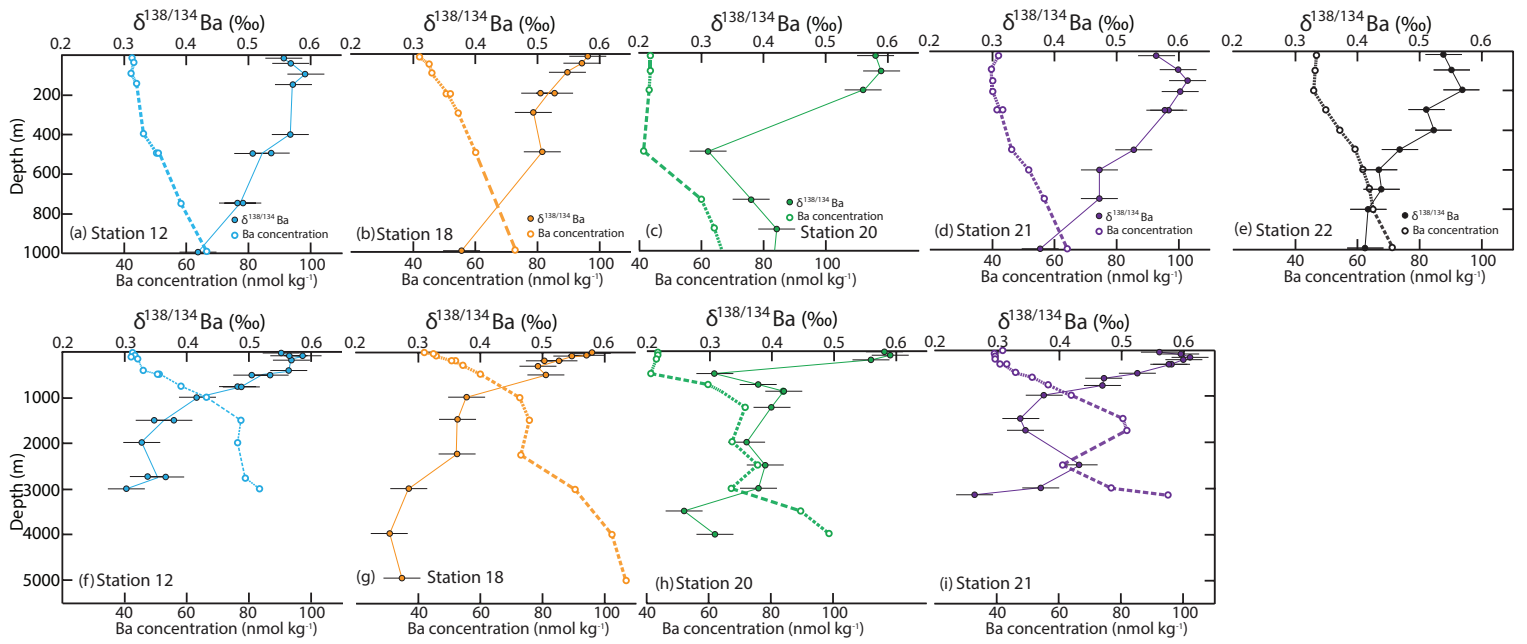 δ138/134Ba (‰)
0.2 0.3 0.4 0.5 0.6
0
200
400
600
800
1000
Depth (m)
δ138/134Ba
Ba concentration
(a) Station 12
40 60 80 100
Ba concentration (nmol kg-1)
δ138/134Ba (‰)
0.2 0.3 0.4 0.5 0.6
δ138/134Ba
Ba concentration
(b) Station 18
40 60 80 100
Ba concentration (nmol kg-1)
δ138/134Ba (‰)
0.2 0.3 0.4 0.5 0.6
δ138/134Ba
Ba concentration
(c) Station 20
40 60 80 100
Ba concentration (nmol kg-1)
δ138/134Ba (‰)
0.2 0.3 0.4 0.5 0.6
δ138/134Ba
Ba concentration
(d) Station 21
40 60 80 100
Ba concentration (nmol kg-1)
δ138/134Ba (‰)
0.2 0.3 0.4 0.5 0.6
δ138/134Ba
Ba concentration
(e) Station 22
40 60 80 100
Ba concentration (nmol kg-1)
δ138/134Ba (‰)
0.2 0.3 0.4 0.5 0.6
0
1000
2000
3000
4000
5000
Depth (m)
(f) Station 12
40 60 80 100
Ba concentration (nmol kg-1)
δ138/134Ba (‰)
0.2 0.3 0.4 0.5 0.6
(g) Station 18
40 60 80 100
Ba concentration (nmol kg-1)
δ138/134Ba (‰)
0.2 0.3 0.4 0.5 0.6
(h) Station 20
40 60 80 100
Ba concentration (nmol kg-1)
δ138/134Ba (‰)
0.2 0.3 0.4 0.5 0.6
(i) Station 21
40 60 80 100
Ba concentration (nmol kg-1)